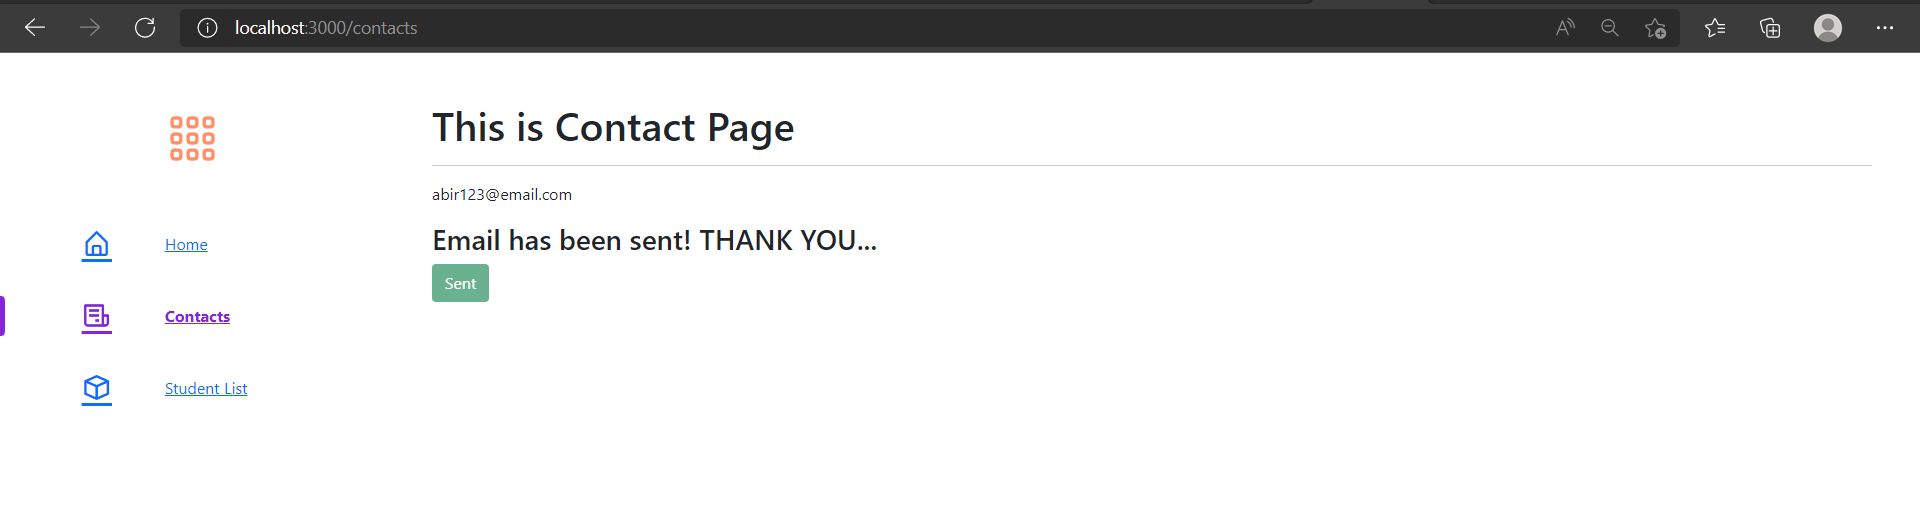 localhost:3000/contacts
This is Contact Page
abir123@email.com
Home
Email has been sent! THANK YOU...
Sent
Contacts
Student List